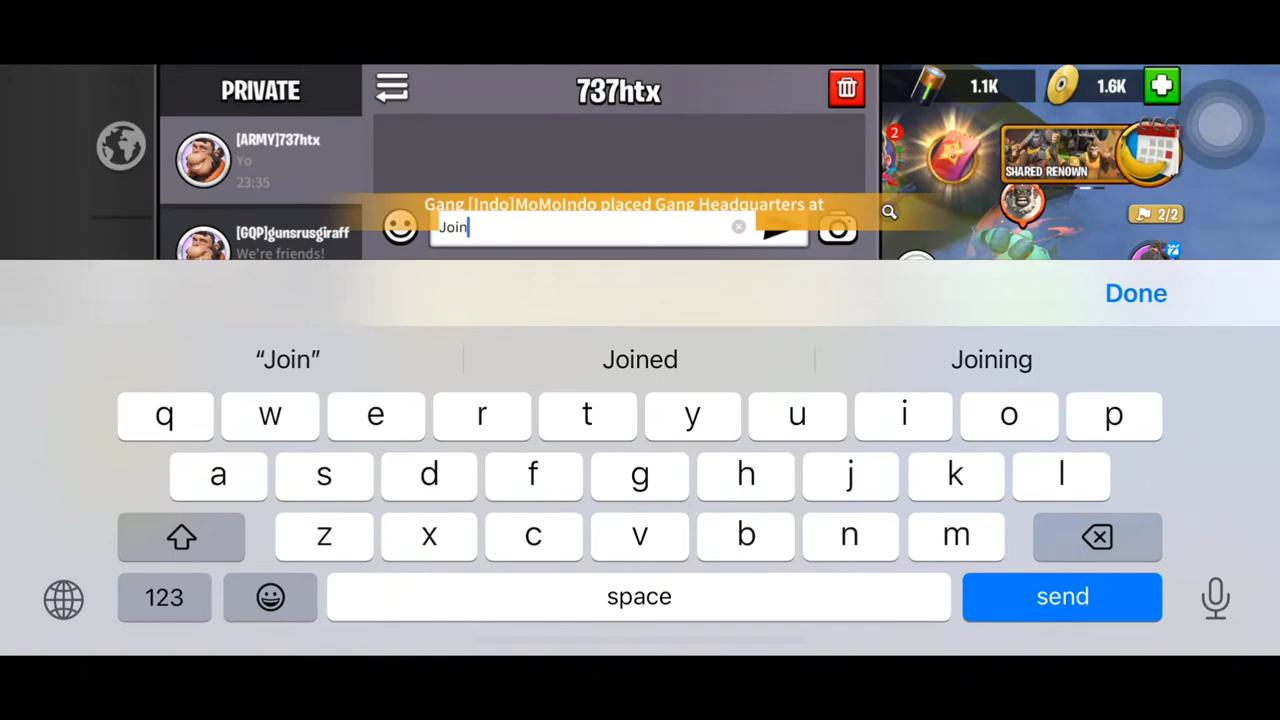 PRIVATE
737htx
1.1K
1.6K
[ARMY]737htx
Yo
23:35
2
SHARED RENOWN
Gang [Indo]MoMoIndo placed Gang Headquarters at
Join
2/2
[GQP]gunsrusgiraff
We're friends!
Done
“Join”
Joined
Joining
q w e r t y u i o p
a s d f g h j k l
z x c v b n m
123
space
send